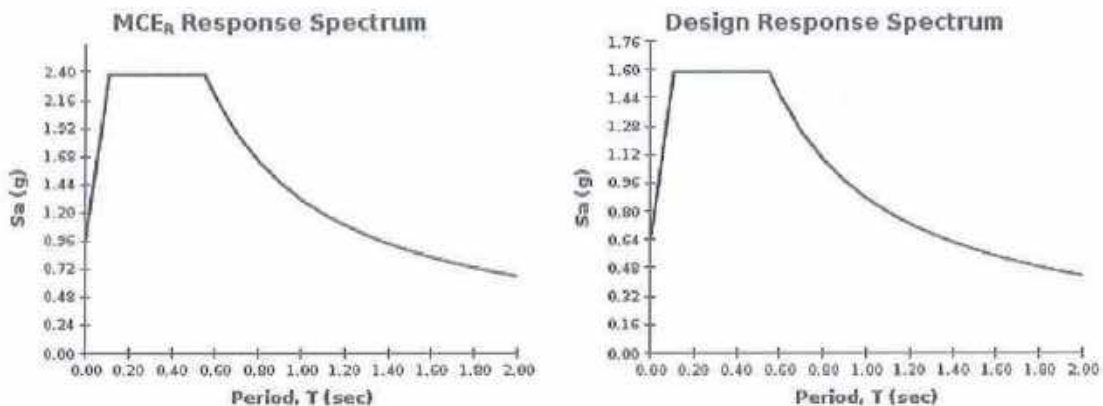 MCER Response Spectrum
Sa (g)
2.40
2.16
1.92
1.68
1.44
1.20
0.96
0.72
0.48
0.24
0.00
0.00 0.20 0.40 0.60 0.80 1.00 1.20 1.40 1.60 1.80 2.00
Period, T (sec)
Design Response Spectrum
Sa (g)
1.76
1.60
1.44
1.28
1.12
0.96
0.80
0.64
0.48
0.32
0.16
0.00
0.00 0.20 0.40 0.60 0.80 1.00 1.20 1.40 1.60 1.80 2.00
Period, T (sec)